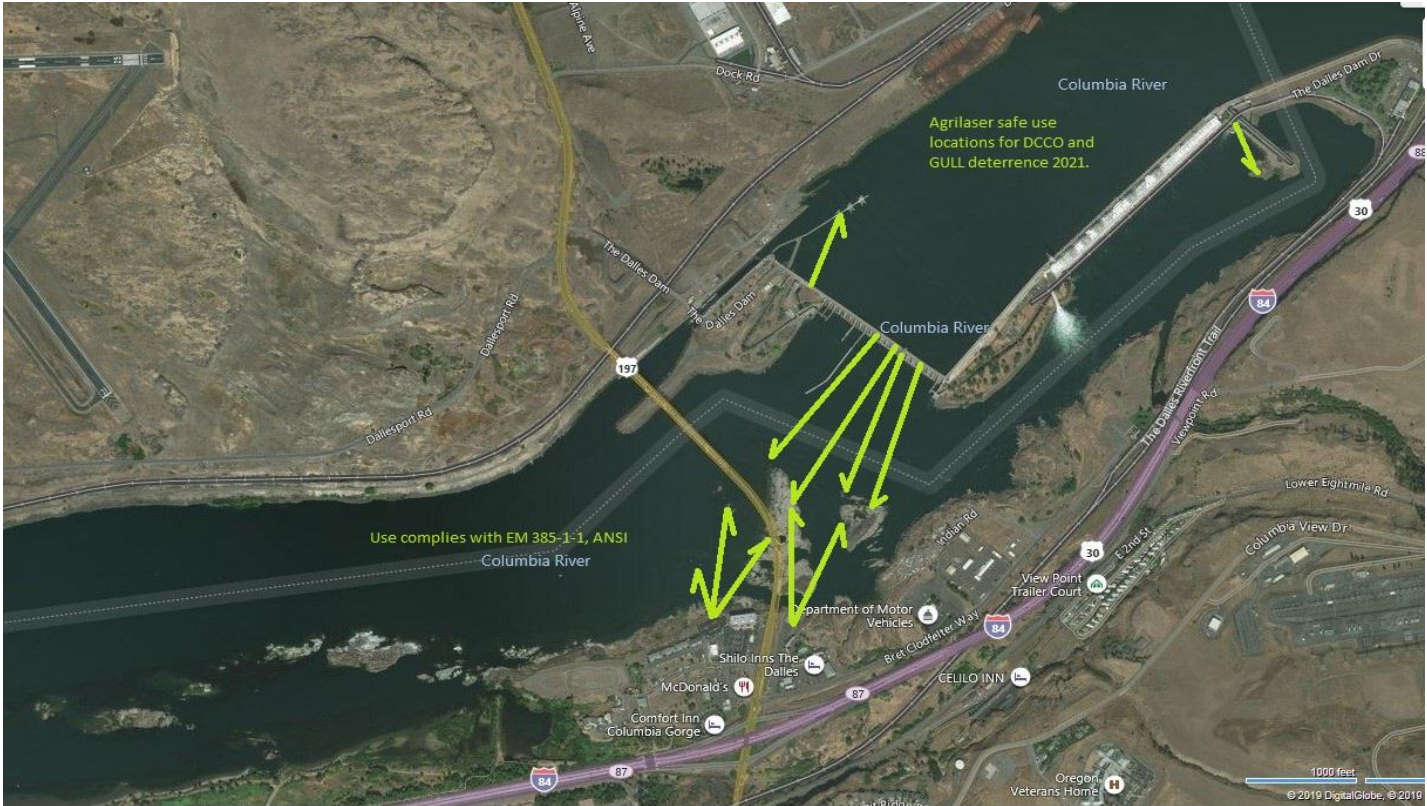 Alpine Ave
Dock Rd
Columbia River
The Dalles Dam Dr
Agrilaser safe use
locations for DCCO and
GULL deterrence 2021.
88
30
The Dalles Dam
The Dalles Dam
Columbia River
84
Dallesport Rd
197
The Dalles Riverfront Trail
Viewpoint Rd
Dallesport Rd
Lower Eightmile Rd
Columbia View Dr
Indian Rd
E 2nd St
30
Use complies with EM 385-1-1, ANSI
Columbia River
View Point
Trailer Court
Department of Motor
Vehicles
84
Bret Clodfelter Way
Shilo Inns The
Dalles
McDonald's
CELILO INN
87
Comfort Inn
Columbia Gorge
87
84
Oregon
Veterans Home
H
1000 feet
© 2019 DigitalGlobe, © 2019